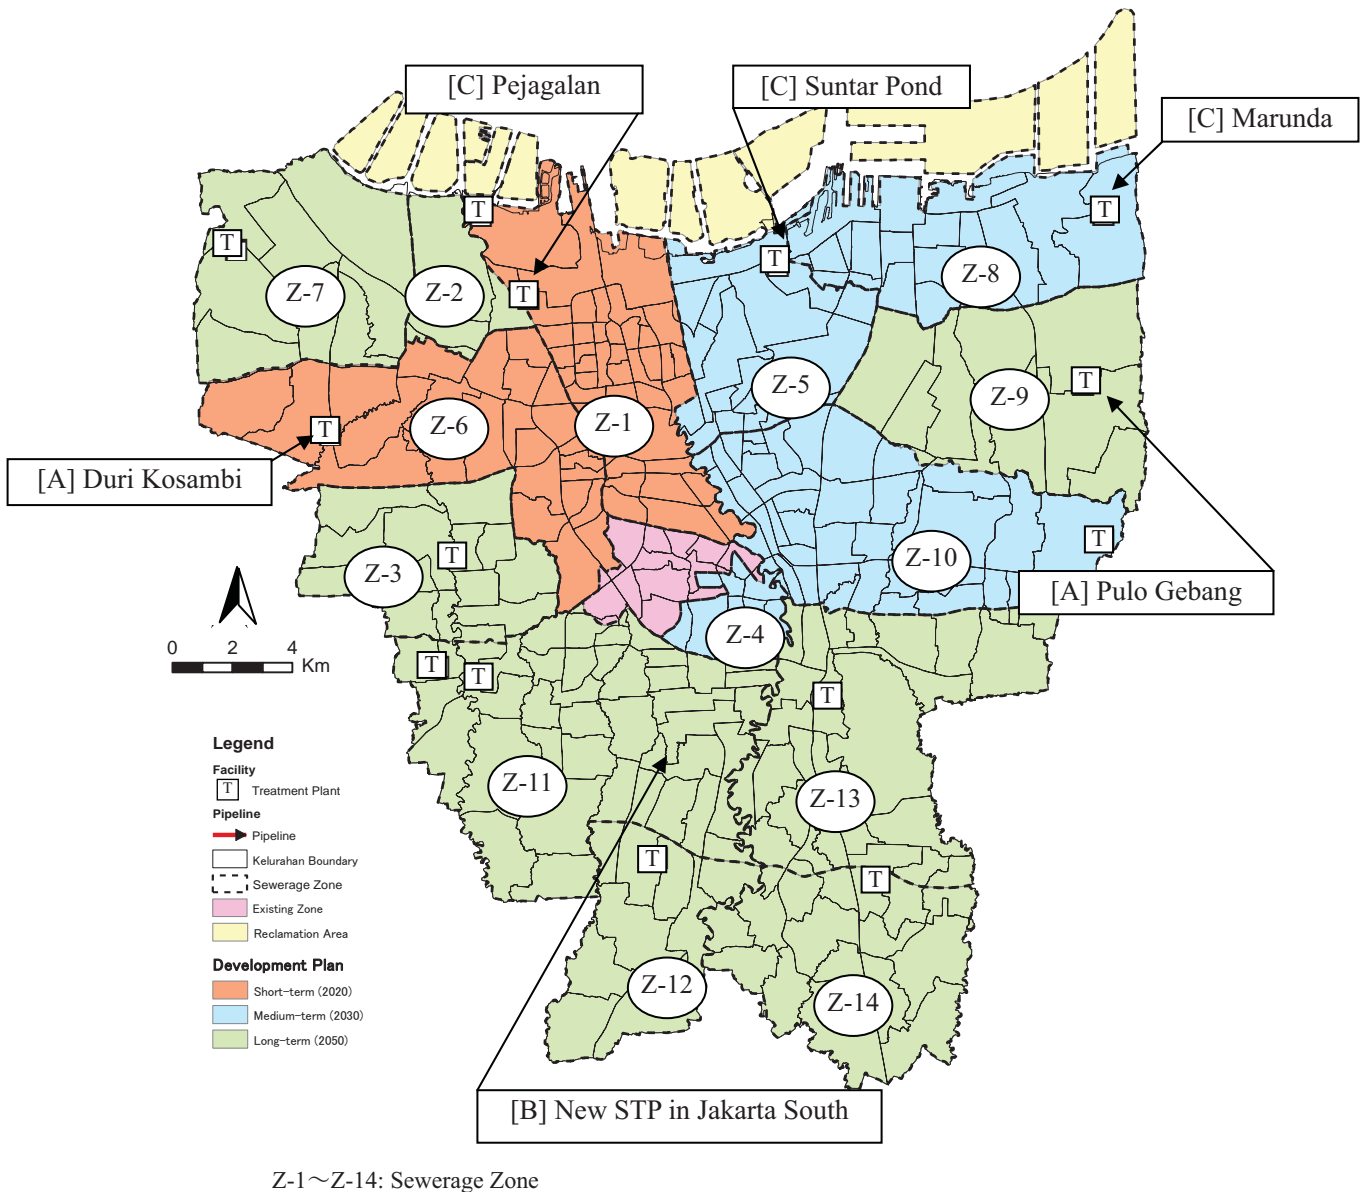 [C] Pejagalan
[C] Suntar Pond
[C] Marunda
T
T
T
T
T
Z-7
Z-2
Z-8
T
Z-5
Z-9
T
Z-6
Z-1
[A] Duri Kosambi
T
T
Z-3
T
Z-10
[A] Pulo Gebang
Z-4
0 2 4 Km
T
T
T
Z-11
Z-13
T
T
Z-12
Z-14
Legend
Facility
T Treatment Plant
Pipeline
Pipeline
Kelurahan Boundary
Sewerage Zone
Existing Zone
Reclamation Area
Development Plan
Short-term (2020)
Medium-term (2030)
Long-term (2050)
[B] New STP in Jakarta South
Z-1～Z-14: Sewerage Zone